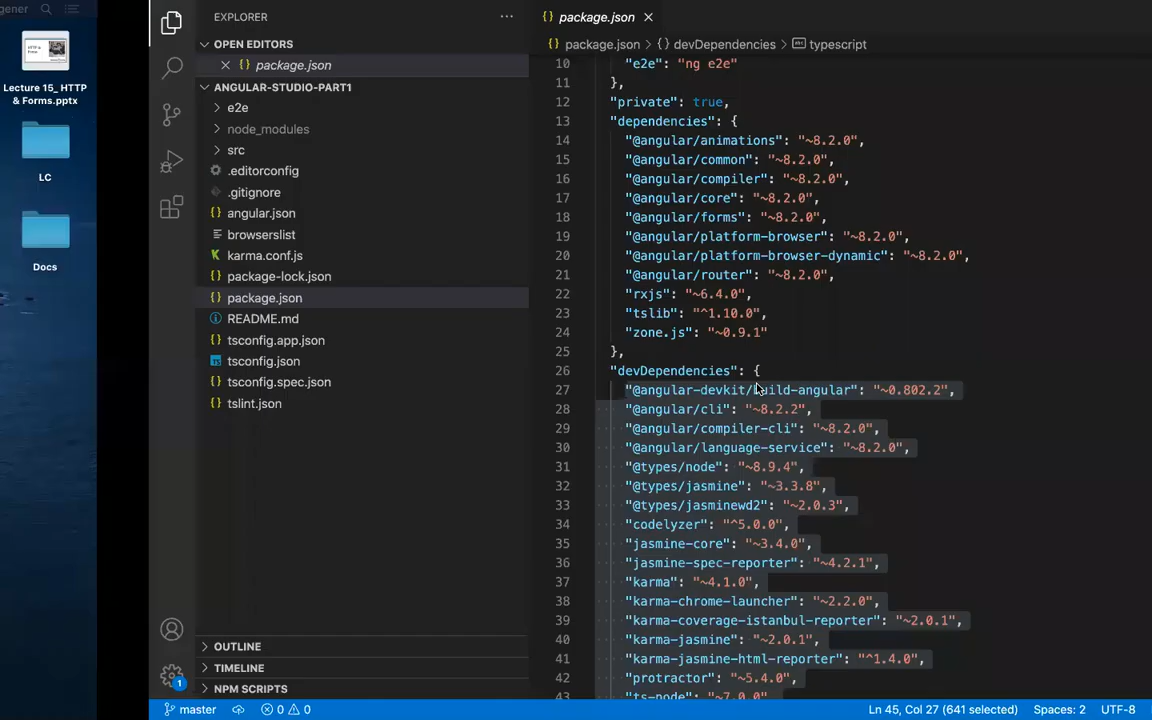 gener
Lecture 15_ HTTP
& Forms.pptx
LC
Docs
EXPLORER
OPEN EDITORS
package.json
ANGULAR-STUDIO-PART1
e2e
node_modules
src
.editorconfig
.gitignore
angular.json
browserslist
karma.conf.js
package-lock.json
package.json
README.md
tsconfig.app.json
tsconfig.json
tsconfig.spec.json
tslint.json
OUTLINE
TIMELINE
NPM SCRIPTS
1
package.json
package.json > {} devDependencies > typescript
10 "e2e": "ng e2e"
11 },
12 "private": true,
13 "dependencies": {
14 "@angular/animations": "~8.2.0",
15 "@angular/common": "~8.2.0",
16 "@angular/compiler": "~8.2.0",
17 "@angular/core": "~8.2.0",
18 "@angular/forms": "~8.2.0",
19 "@angular/platform-browser": "~8.2.0",
20 "@angular/platform-browser-dynamic": "~8.2.0",
21 "@angular/router": "~8.2.0",
22 "rxjs": "~6.4.0",
23 "tslib": "^1.10.0",
24 "zone.js": "~0.9.1"
25 },
26 "devDependencies": {
27 "@angular-devkit/build-angular": "~0.802.2",
28 "@angular/cli": "~8.2.2",
29 "@angular/compiler-cli": "~8.2.0",
30 "@angular/language-service": "~8.2.0",
31 "@types/node": "~8.9.4",
32 "@types/jasmine": "~3.3.8",
33 "@types/jasminewd2": "~2.0.3",
34 "codelyzer": "^5.0.0",
35 "jasmine-core": "~3.4.0",
36 "jasmine-spec-reporter": "~4.2.1",
37 "karma": "~4.1.0",
38 "karma-chrome-launcher": "~2.2.0",
39 "karma-coverage-istanbul-reporter": "~2.0.1",
40 "karma-jasmine": "~2.0.1",
41 "karma-jasmine-html-reporter": "^1.4.0",
42 "protractor": "~5.4.0",
43 "ts-node": "~7.0.0"
master 0 0 Ln 45, Col 27 (641 selected) Spaces: 2 UTF-8